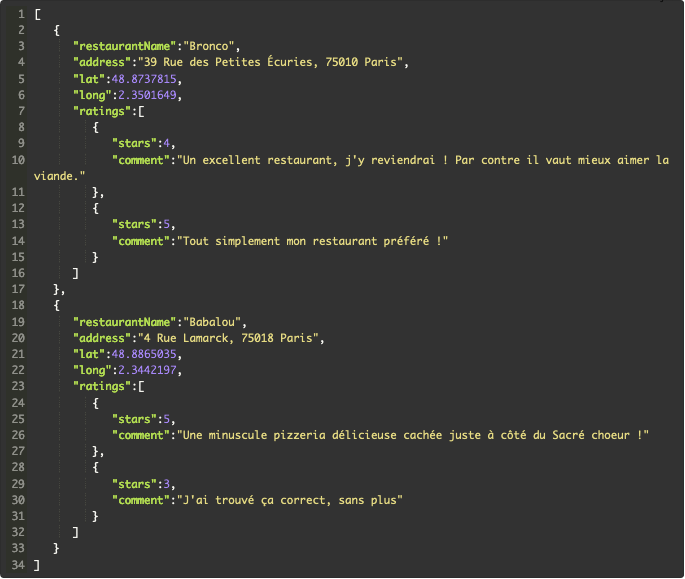 1 [
2 {
3 "restaurantName":"Bronco",
4 "address":"39 Rue des Petites Écuries, 75010 Paris",
5 "lat":48.8737815,
6 "long":2.3501649,
7 "ratings":[
8 {
9 "stars":4,
10 "comment":"Un excellent restaurant, j'y reviendrai ! Par contre il vaut mieux aimer la
viande."
11 },
12 {
13 "stars":5,
14 "comment":"Tout simplement mon restaurant préféré !"
15 }
16 ]
17 },
18 {
19 "restaurantName":"Babalou",
20 "address":"4 Rue Lamarck, 75018 Paris",
21 "lat":48.8865035,
22 "long":2.3442197,
23 "ratings":[
24 {
25 "stars":5,
26 "comment":"Une minuscule pizzeria délicieuse cachée juste à côté du Sacré choeur !"
27 },
28 {
29 "stars":3,
30 "comment":"J'ai trouvé ça correct, sans plus"
31 }
32 ]
33 }
34 ]